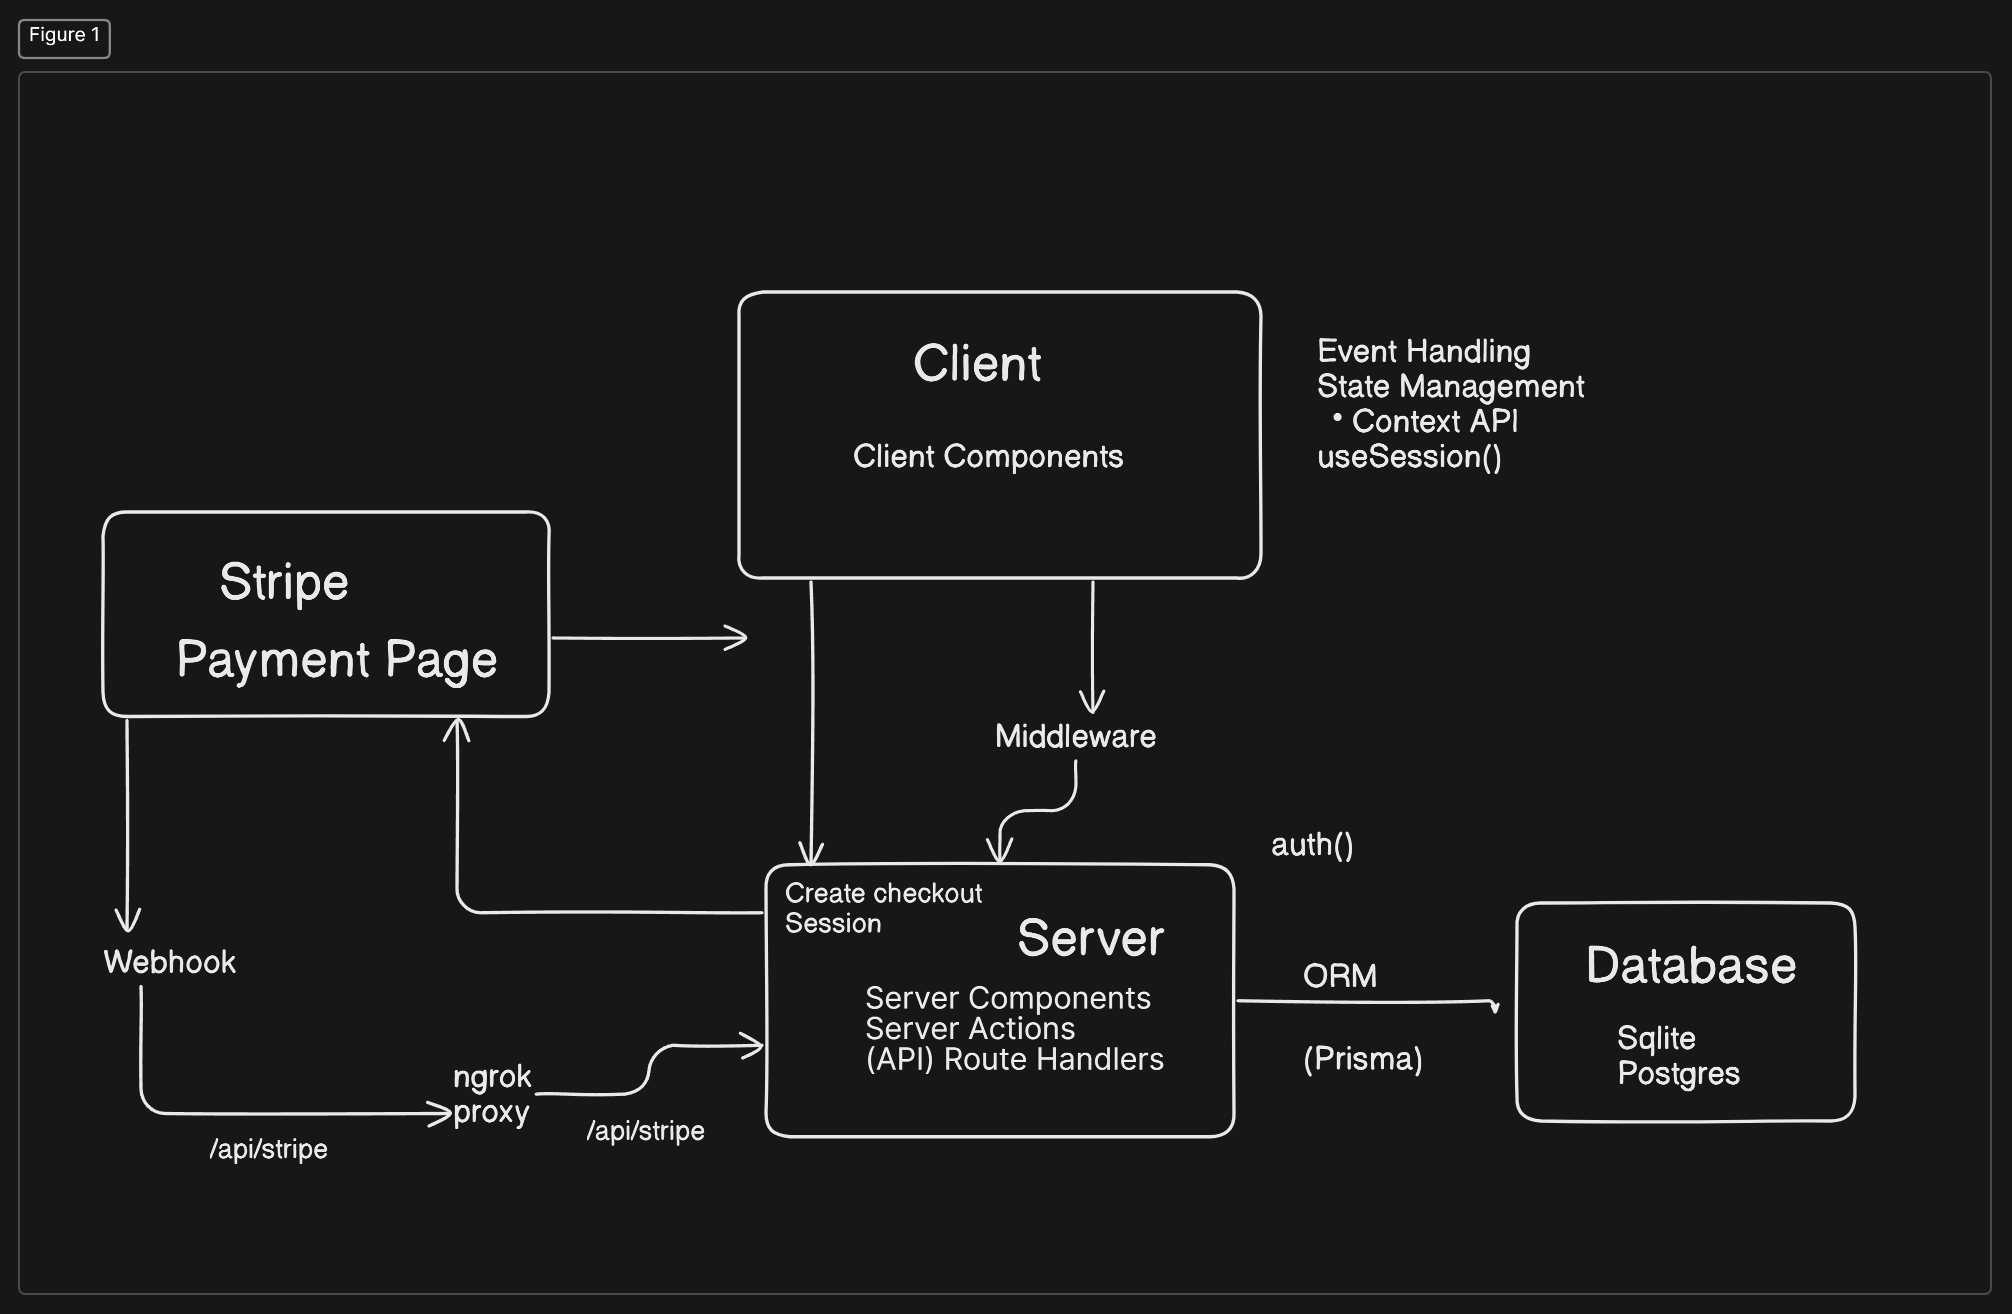 Figure 1
Client
Client Components
Event Handling
State Management
• Context API
useSession()
Stripe
Payment Page
Middleware
auth()
Create checkout
Session
Server
Server Components
Server Actions
(API) Route Handlers
ORM
(Prisma)
Database
Sqlite
Postgres
Webhook
ngrok
proxy
/api/stripe
/api/stripe